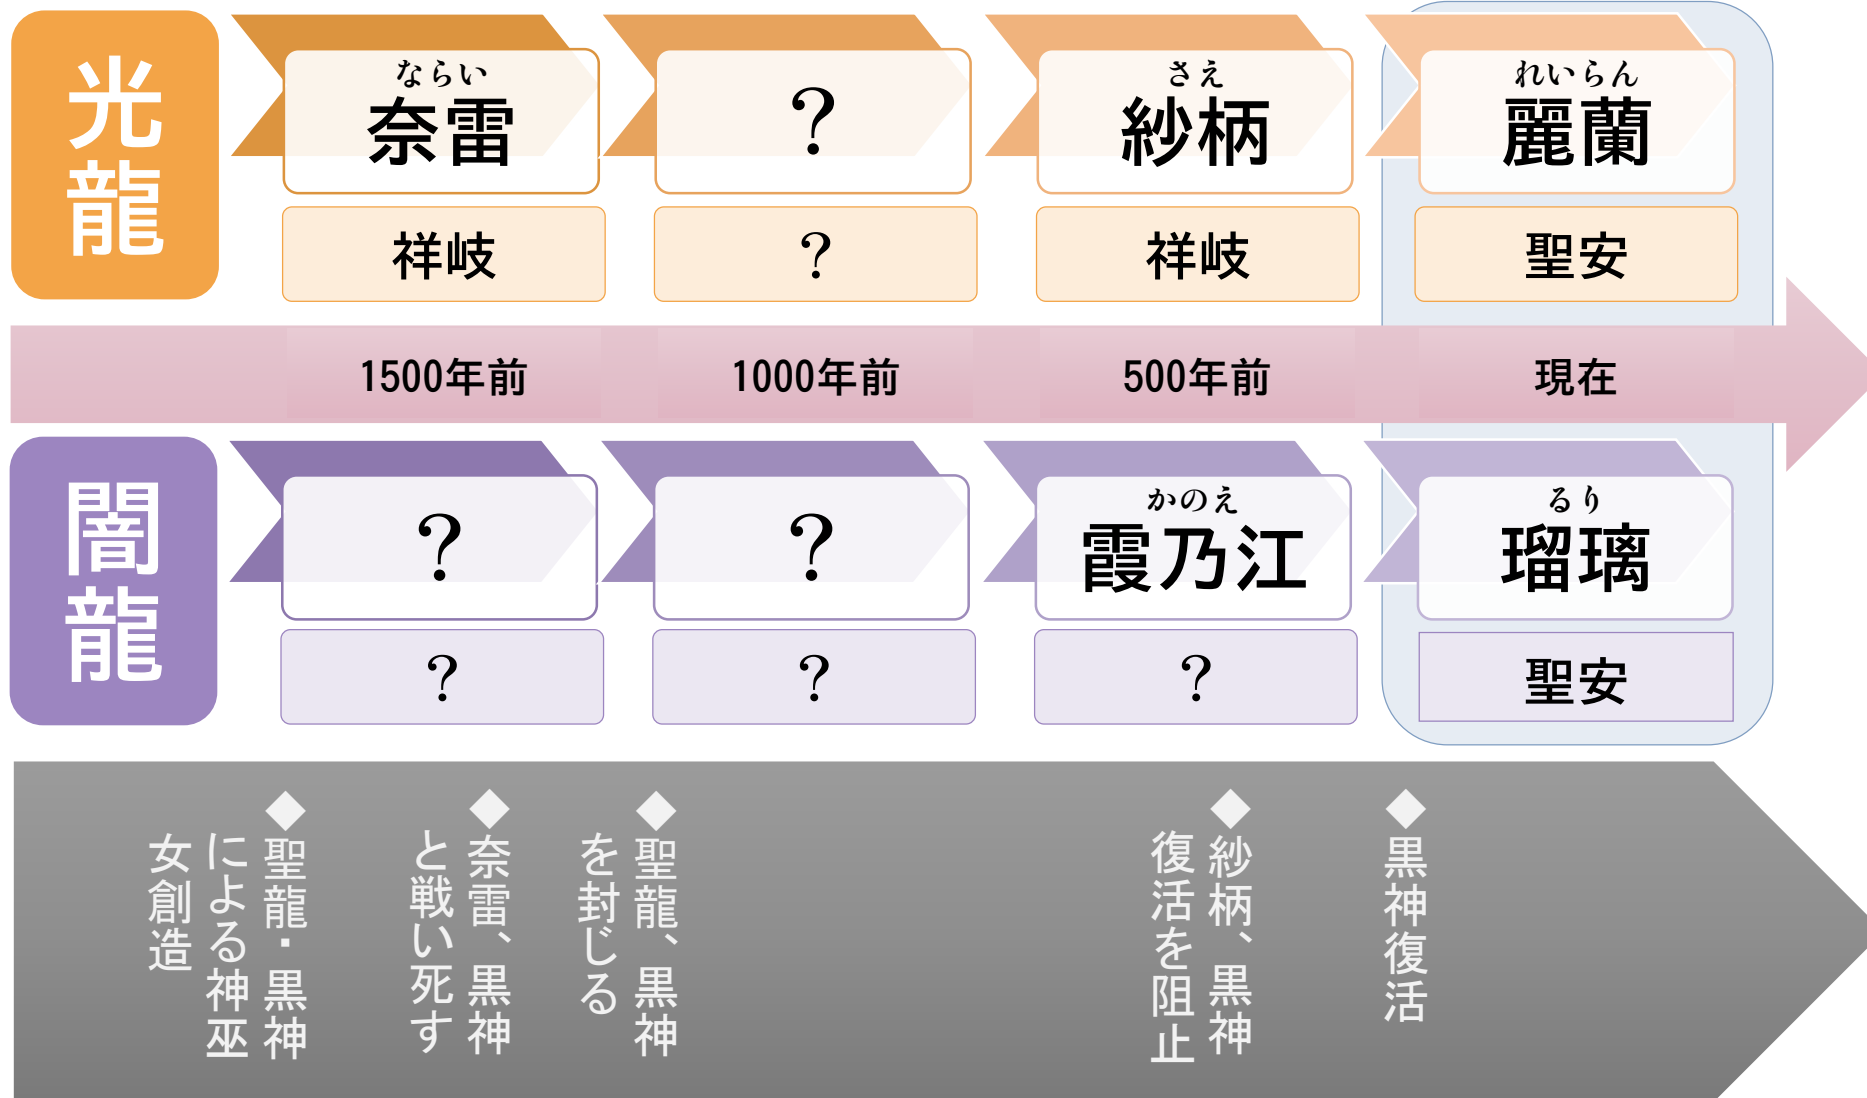 光龍
ならい
奈雷
？
さえ
紗柄
れいらん
麗蘭
祥岐
？
祥岐
聖安
1500年前
1000年前
500年前
現在
闇龍
？
？
かのえ
霞乃江
るり
瑠璃
？
？
？
聖安
◆聖龍・黒神
による神巫
女創造
◆奈雷、黒神
と戦い死す
◆聖龍、黒神
を封じる
◆紗柄、黒神
復活を阻止
◆黒神復活